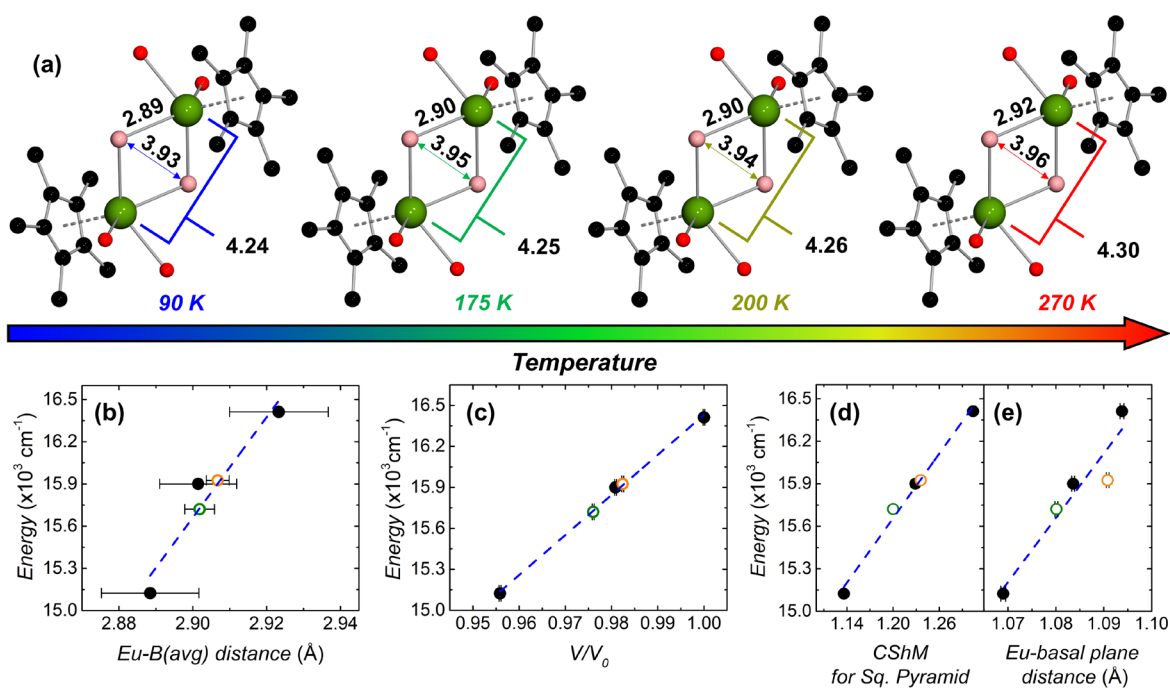 (a)
2.89
3.93
4.24
90 K
2.90
3.95
4.25
175 K
2.90
3.94
4.26
200 K
2.92
3.96
4.30
270 K
Temperature
(b)
Energy (x10³ cm⁻¹)
16.5
16.2
15.9
15.6
15.3
15.0
2.88 2.90 2.92 2.94
Eu-B(avg) distance (Å)
(c)
Energy (x10³ cm⁻¹)
16.5
16.2
15.9
15.6
15.3
15.0
0.95 0.96 0.97 0.98 0.99 1.00
V/V₀
(d)
Energy (x10³ cm⁻¹)
16.5
16.2
15.9
15.6
15.3
15.0
1.14 1.20 1.26
CShM
for Sq. Pyramid
(e)
1.07 1.08 1.09 1.10
Eu-basal plane
distance (Å)